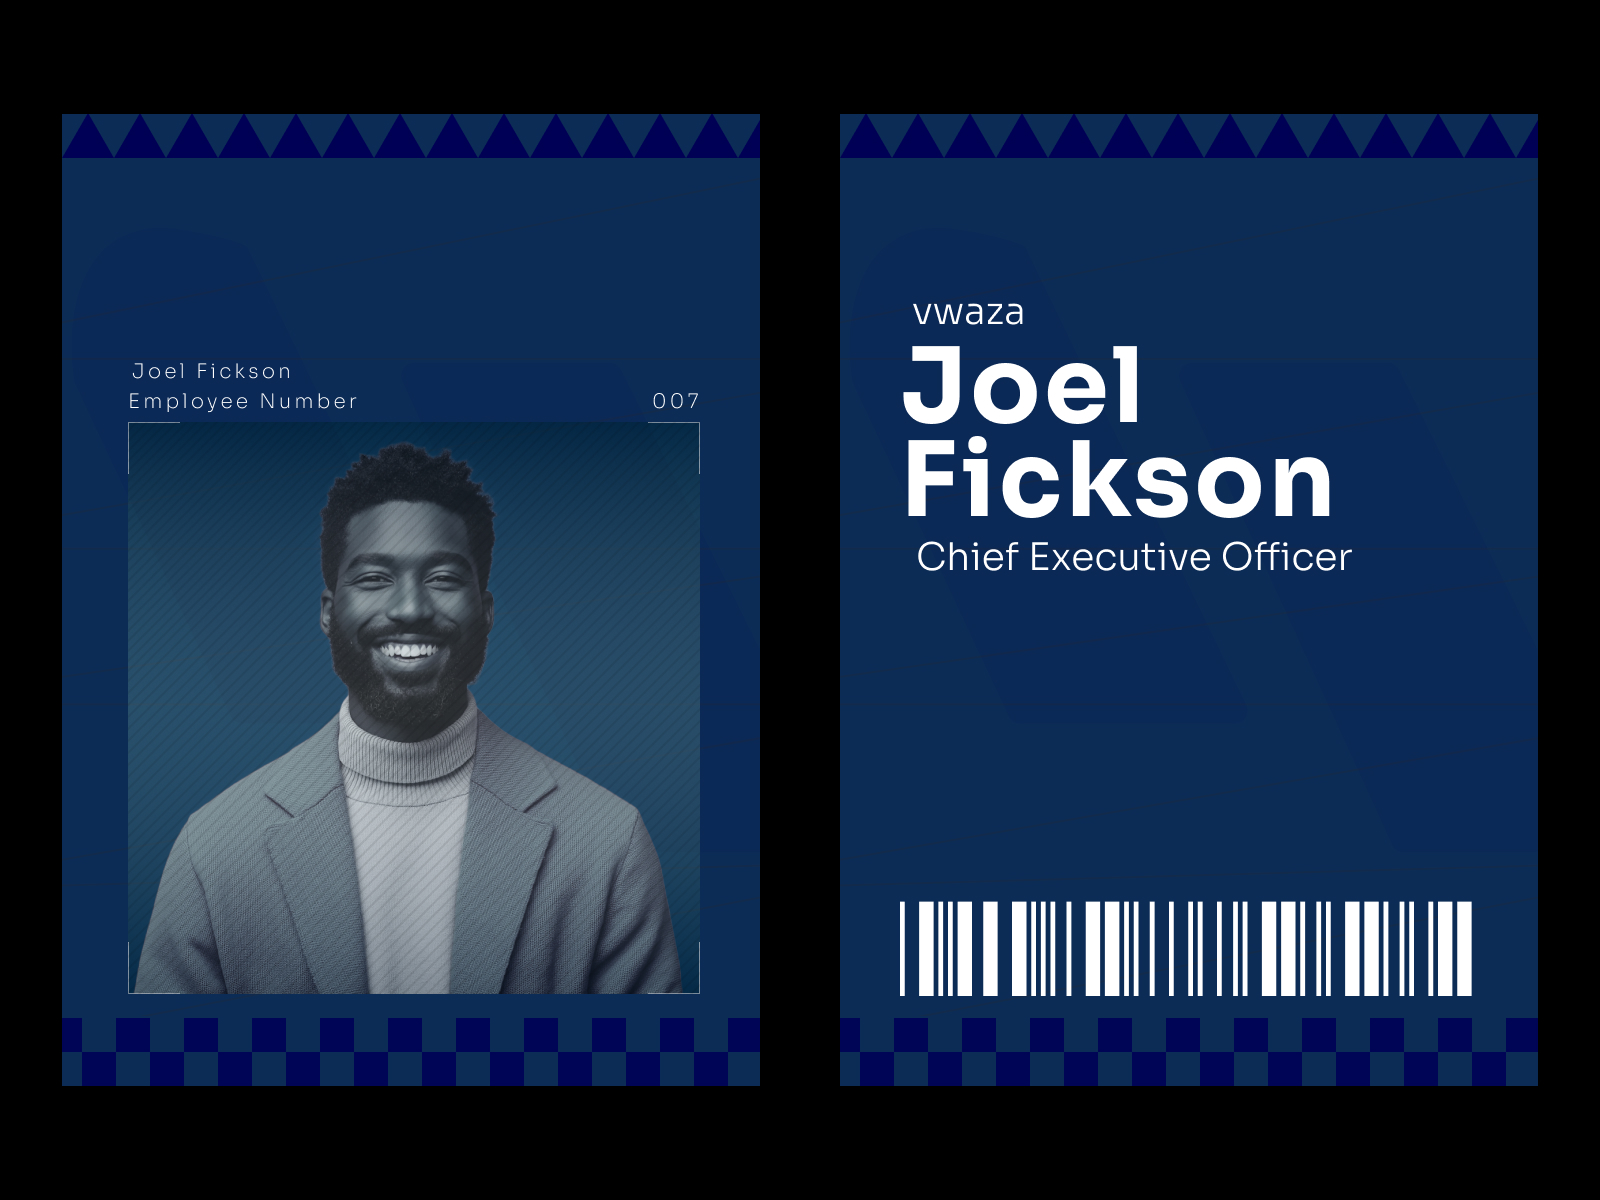 Joel Fickson
Employee Number 007
vwaza
Joel
Fickson
Chief Executive Officer